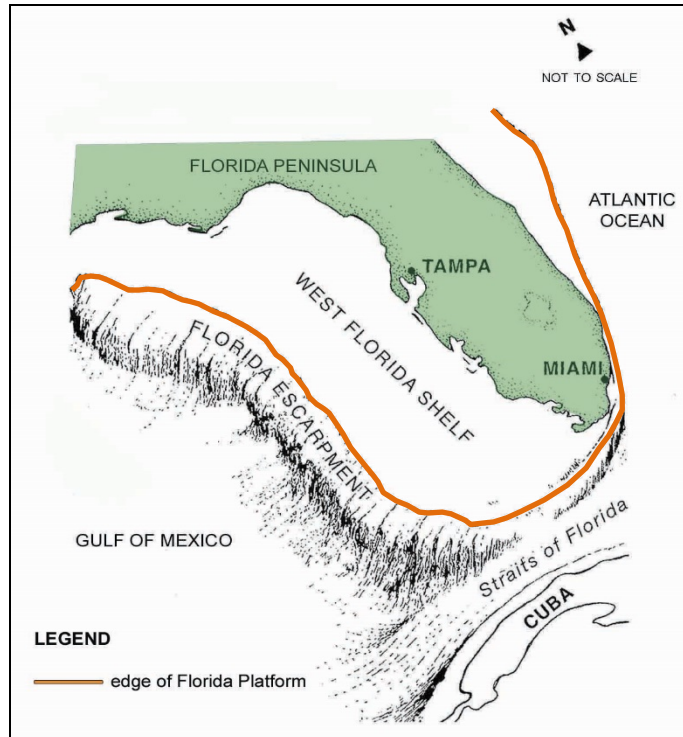 N
NOT TO SCALE
FLORIDA PENINSULA
ATLANTIC
OCEAN
TAMPA
WEST FLORIDA SHELF
FLORIDA ESCARPMENT
MIAMI
GULF OF MEXICO
Straits of Florida
CUBA
LEGEND
edge of Florida Platform